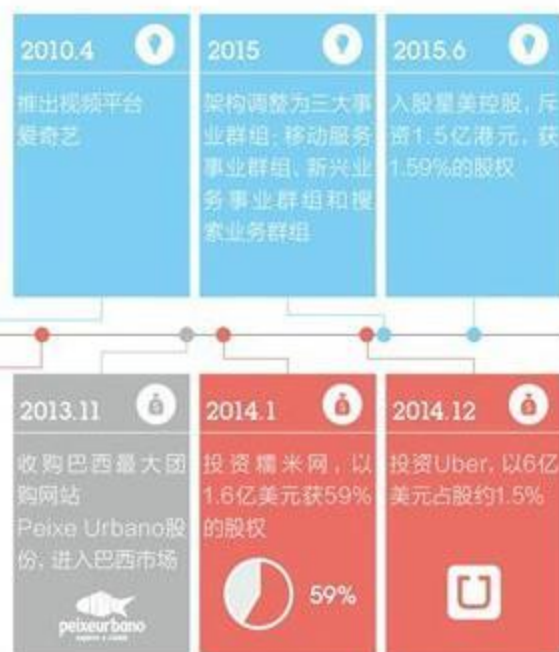 2010.4
推出视频平台
爱奇艺
2015
架构调整为三大事
业群组:移动服务
事业群组、新兴业
务事业群组和搜
索业务群组
2015.6
入股星美控股,斥
资1.5亿港元,获
1.59%的股权
2013.11
收购巴西最大团
购网站
Peixe Urbano股
份,进入巴西市场
peixeurbano
2014.1
投资糯米网,以
1.6亿美元获59%
的股权
59%
2014.12
投资Uber,以6亿
美元占股约1.5%